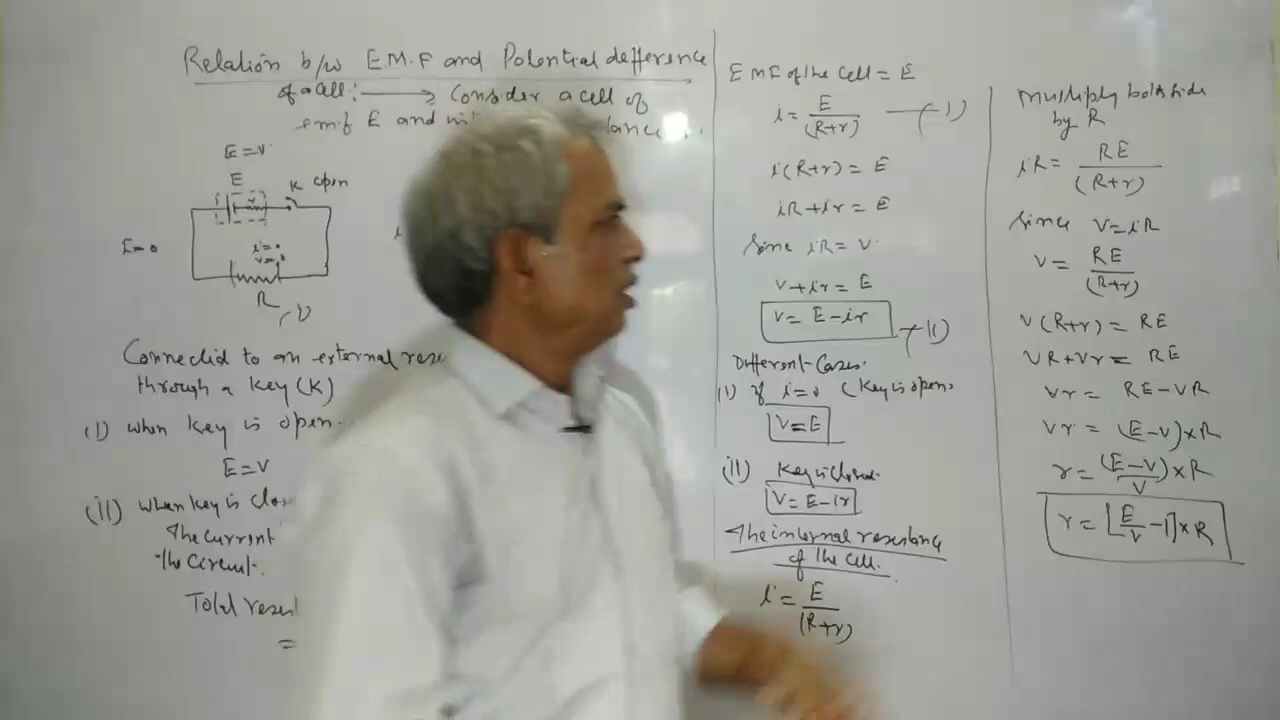 Relation b/w E.M.F and Potential difference
of a cell: → Consider a cell of
emf E and
E=V
E
K open
r
E=0
i=0
V=0
R
Connected to an external
through a key (K)
(I) when key is open.
E=V
(II) when key is
The current
the circuit.
Total
=
EMF of the cell = E
i = E/(R+r) — (I)
i(R+r) = E
iR+ir = E
Since iR = V
V+ir = E
V = E-ir — (II)
Different Cases.
(I) if i=0 (Key is open)
V=E
(II) Key is closed.
V=E-ir
The internal resistance
of the cell.
i = E/(R+r)
Multiply both side
by R
iR = RE/(R+r)
Since V=iR
V = RE/(R+r)
V(R+r) = RE
VR+Vr = RE
Vr = RE-VR
Vr = (E-V)×R
r = (E-V)/V ×R
r = [E/V -1]×R